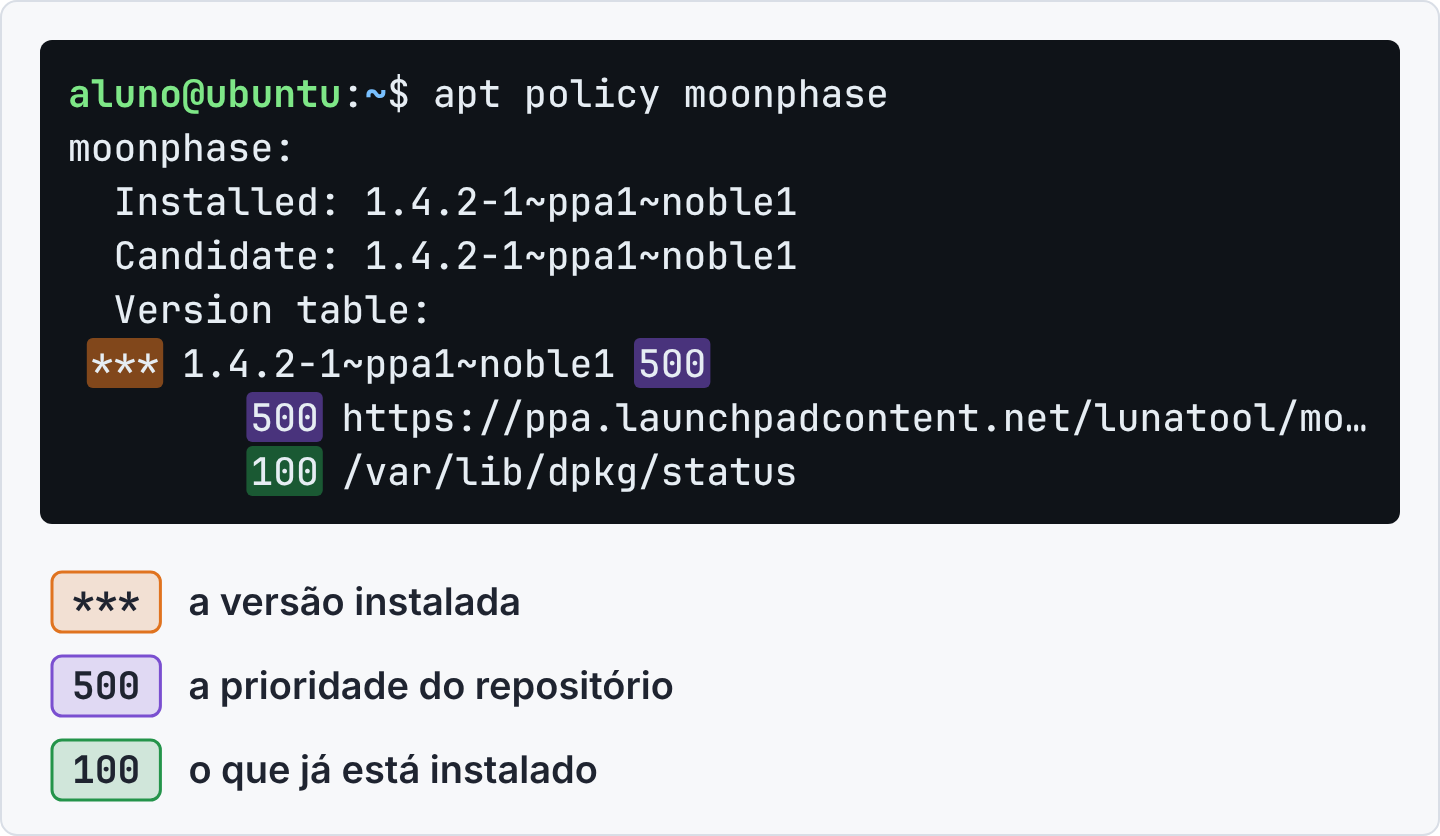 aluno@ubuntu:~$ apt policy moonphase
moonphase:
  Installed: 1.4.2-1~ppa1~noble1
  Candidate: 1.4.2-1~ppa1~noble1
  Version table:
 *** 1.4.2-1~ppa1~noble1 500
        500 https://ppa.launchpadcontent.net/lunatool/mo…
        100 /var/lib/dpkg/status
*** a versão instalada
500 a prioridade do repositório
100 o que já está instalado